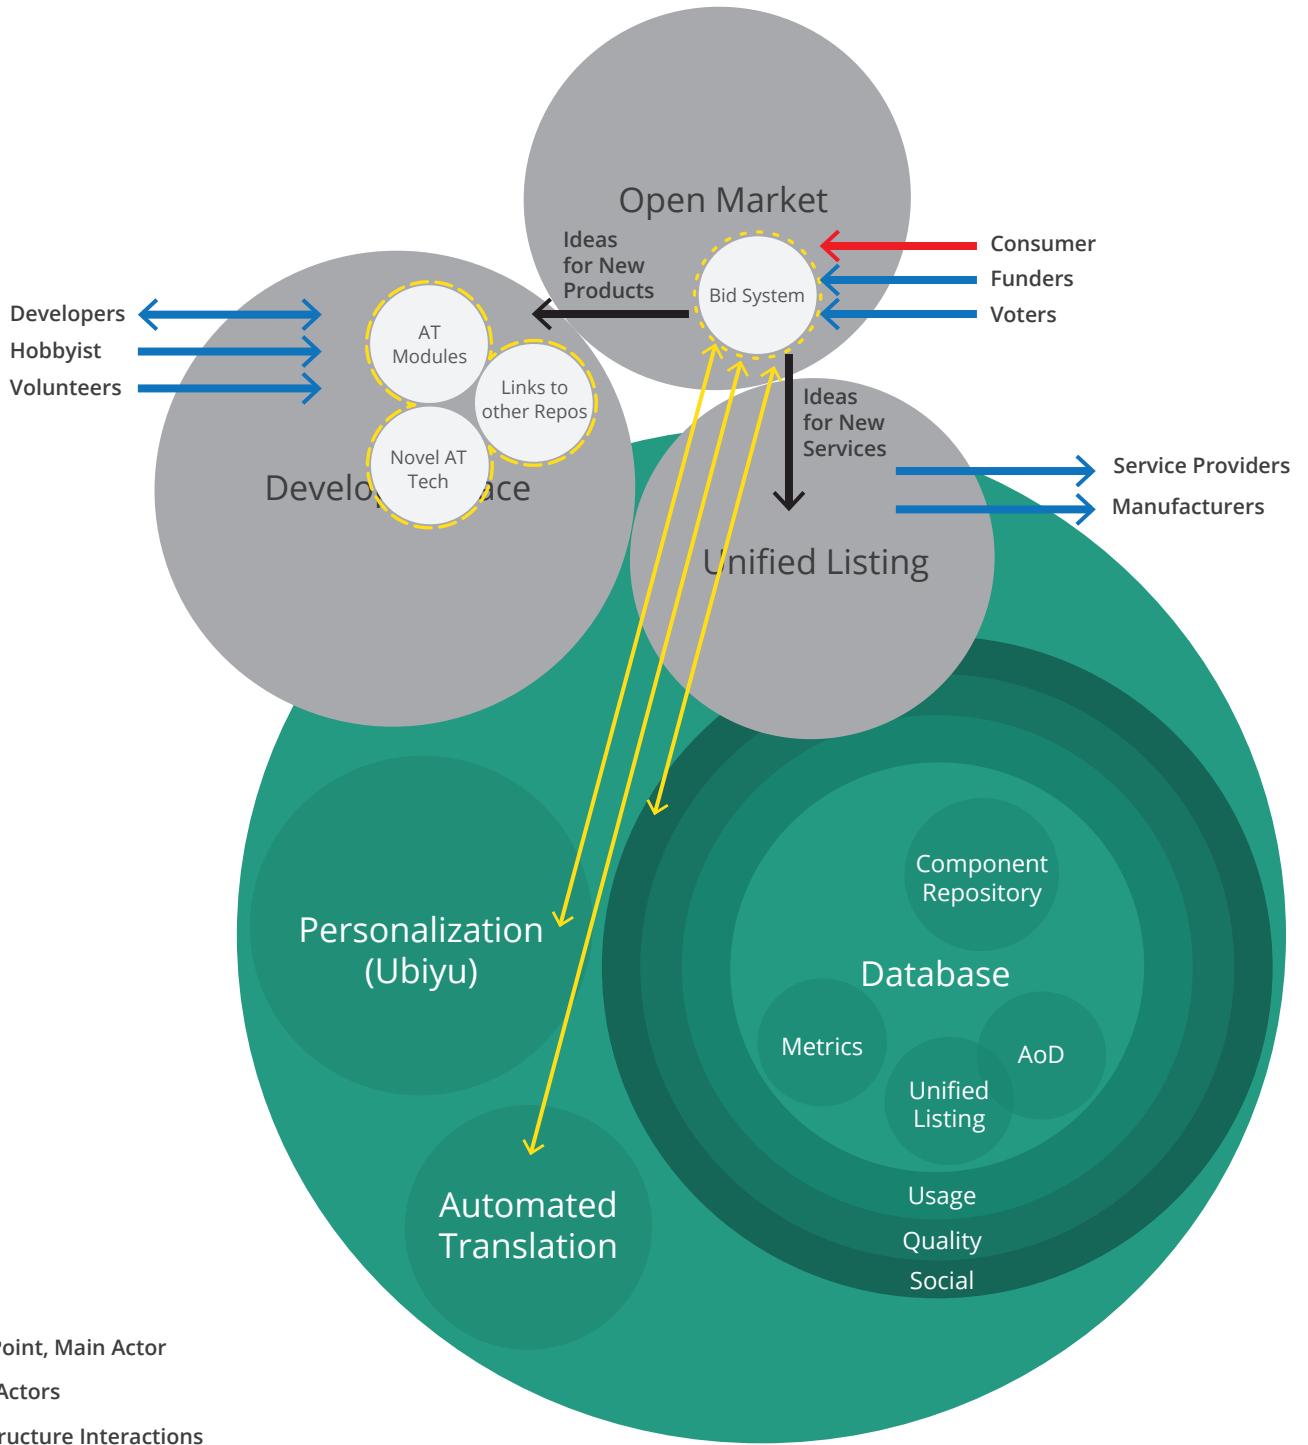 Open Market
Ideas
for New
Products
Bid System
Consumer
Funders
Voters
Developers
Hobbyist
Volunteers
AT
Modules
Links to
other Repos
Novel AT
Tech
Ideas
for New
Services
Service Providers
Manufacturers
Unified Listing
Component
Repository
Personalization
(Ubiyu)
Database
Metrics
AoD
Unified
Listing
Usage
Automated
Translation
Quality
Social
Point, Main Actor
Actors
Interactions